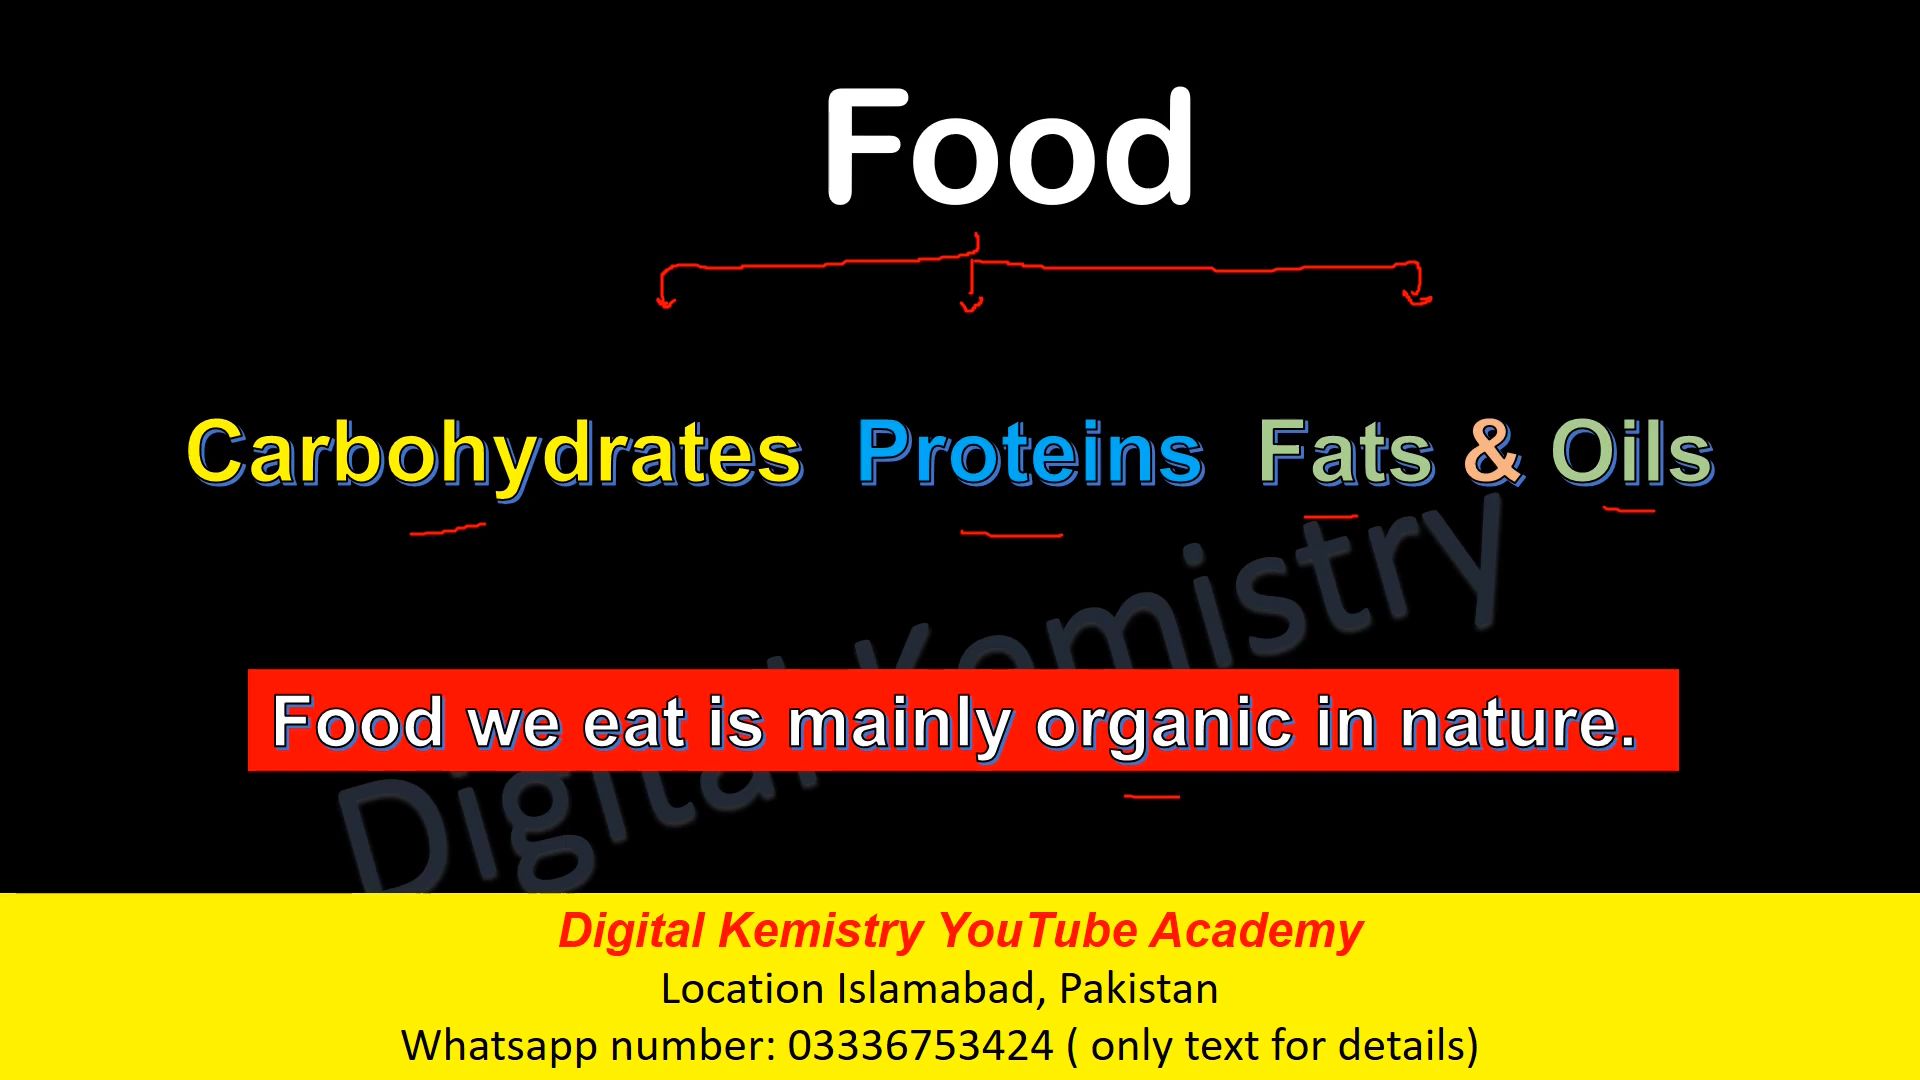 Food
Carbohydrates Proteins Fats & Oils
Food we eat is mainly organic in nature.
Digital Kemistry
Digital Kemistry YouTube Academy
Location Islamabad, Pakistan
Whatsapp number: 03336753424 ( only text for details)